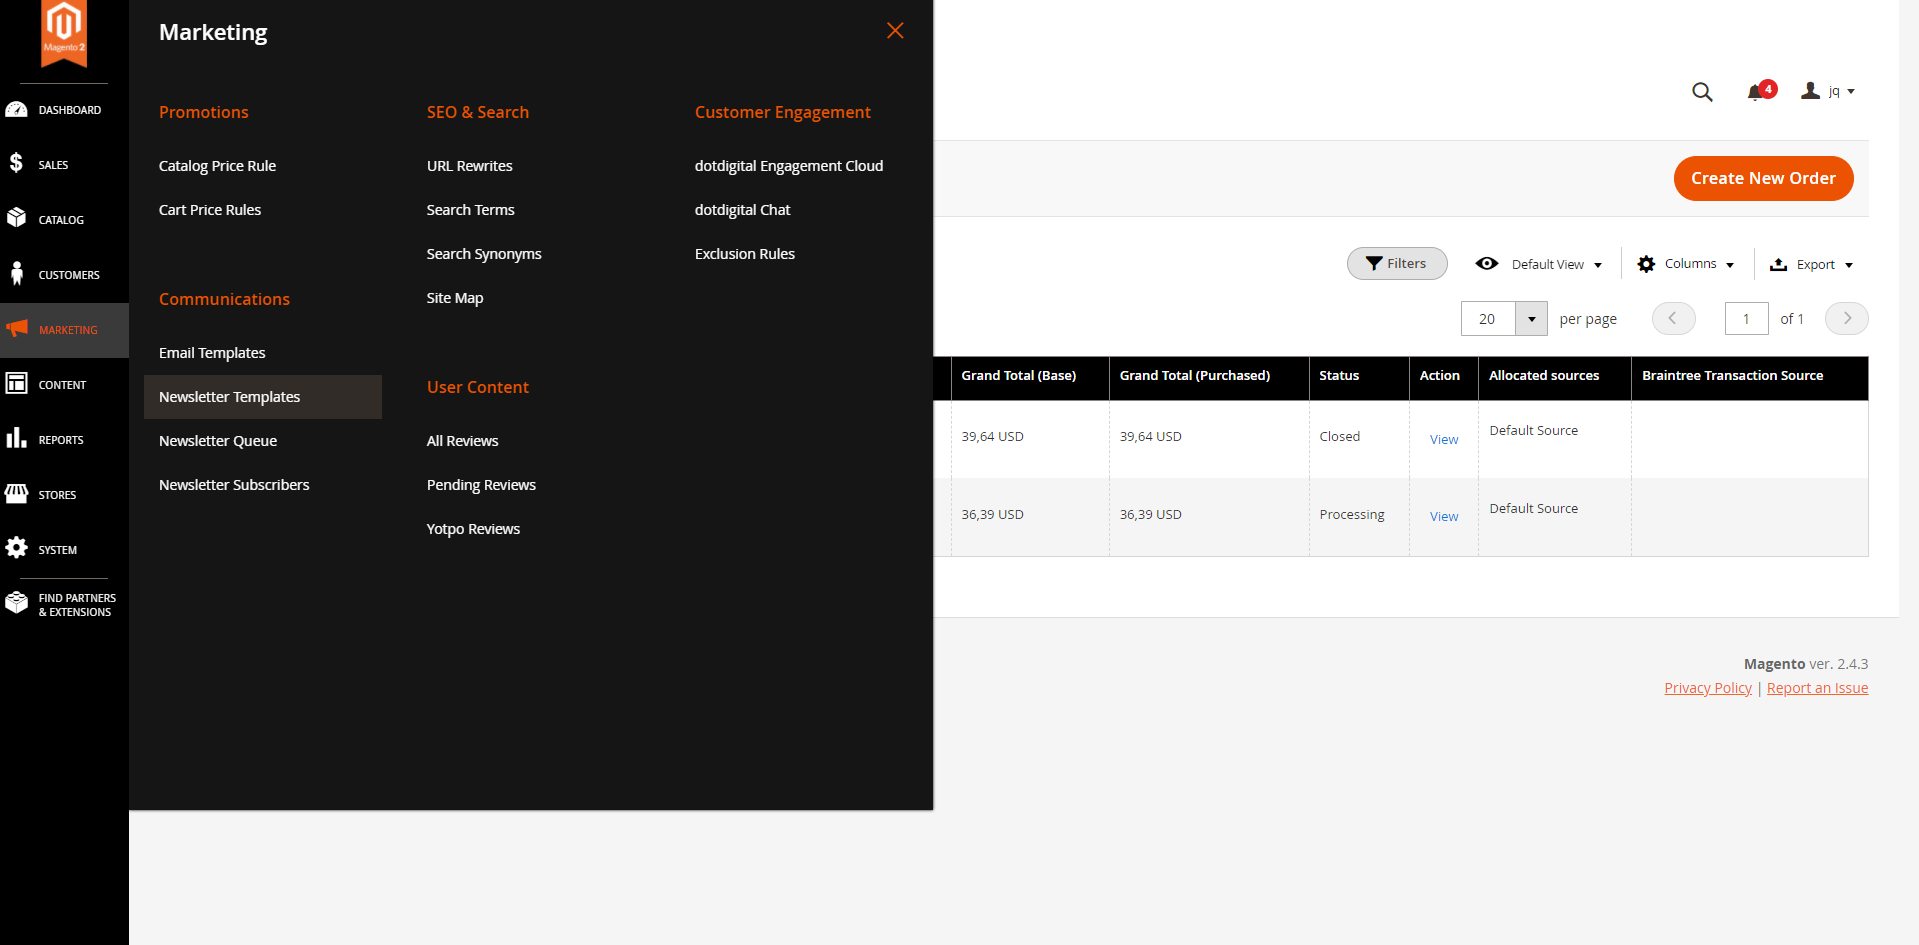 Magento 2
DASHBOARD
SALES
CATALOG
CUSTOMERS
MARKETING
CONTENT
REPORTS
STORES
SYSTEM
FIND PARTNERS
& EXTENSIONS
Marketing
Promotions
Catalog Price Rule
Cart Price Rules
Communications
Email Templates
Newsletter Templates
Newsletter Queue
Newsletter Subscribers
SEO & Search
URL Rewrites
Search Terms
Search Synonyms
Site Map
User Content
All Reviews
Pending Reviews
Yotpo Reviews
Customer Engagement
dotdigital Engagement Cloud
dotdigital Chat
Exclusion Rules
4 jq
Create New Order
Filters Default View Columns Export
20 per page 1 of 1
Grand Total (Base) Grand Total (Purchased) Status Action Allocated sources Braintree Transaction Source
39,64 USD 39,64 USD Closed View Default Source
36,39 USD 36,39 USD Processing View Default Source
Magento ver. 2.4.3
Privacy Policy | Report an Issue